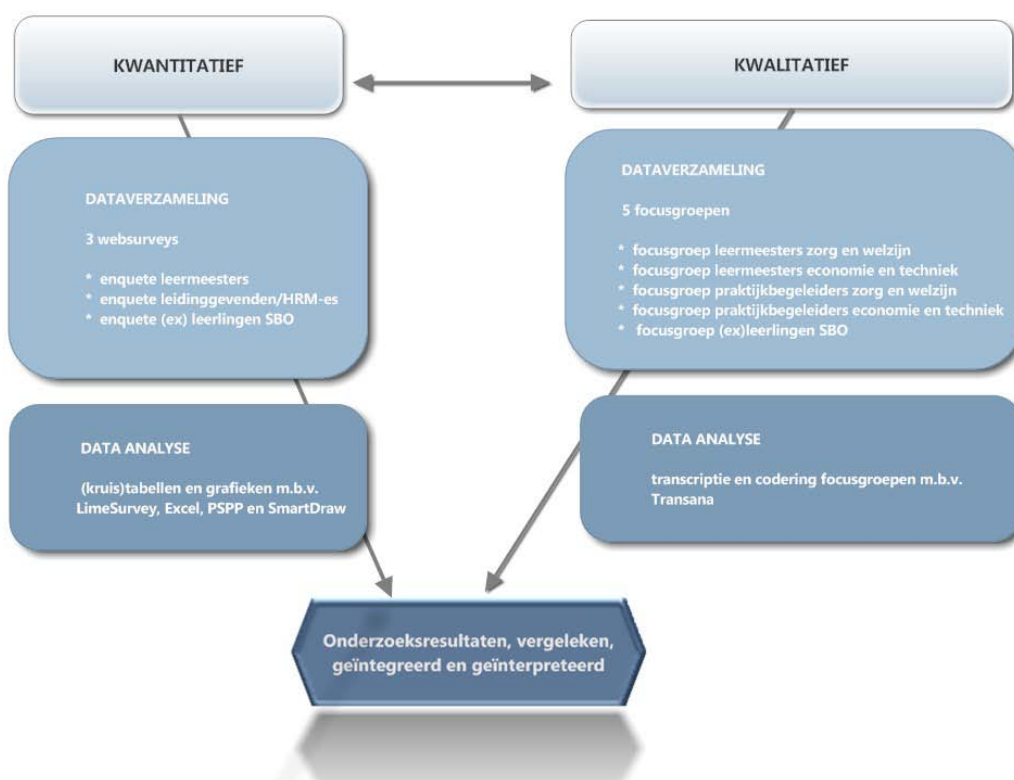 KWANTITATIEF
DATAVERZAMELING
3 websurveys
* enquete leermeesters
* enquete leidinggevenden/HRM-es
* enquete (ex) leerlingen SBO
DATA ANALYSE
(kruis)tabellen en grafieken m.b.v.
LimeSurvey, Excel, PSPP en SmartDraw
KWALITATIEF
DATAVERZAMELING
5 focusgroepen
* focusgroep leermeesters zorg en welzijn
* focusgroep leermeesters economie en techniek
* focusgroep praktijkbegeleiders zorg en welzijn
* focusgroep praktijkbegeleiders economie en techniek
* focusgroep (ex)leerlingen SBO
DATA ANALYSE
transcriptie en codering focusgroepen m.b.v.
Transana
Onderzoeksresultaten, vergeleken,
geïntegreerd en geïnterpreteerd